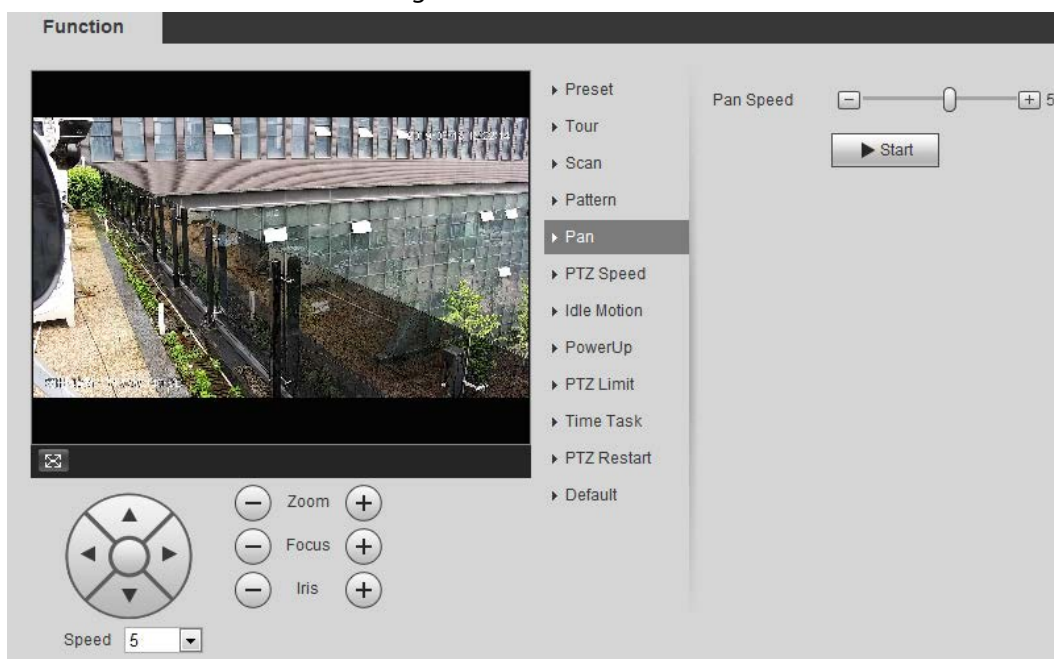 Function
Preset
Tour
Scan
Pattern
Pan
PTZ Speed
Idle Motion
PowerUp
PTZ Limit
Time Task
PTZ Restart
Default
Pan Speed 5
Start
Zoom
Focus
Iris
Speed 5